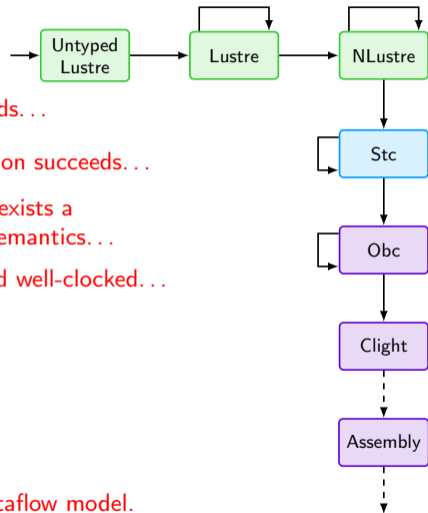 Untyped
Lustre
Lustre
NLustre
ds...
Stc
on succeeds...
exists a
emantics...
Obc
d well-clocked...
Clight
Assembly
taflow model.